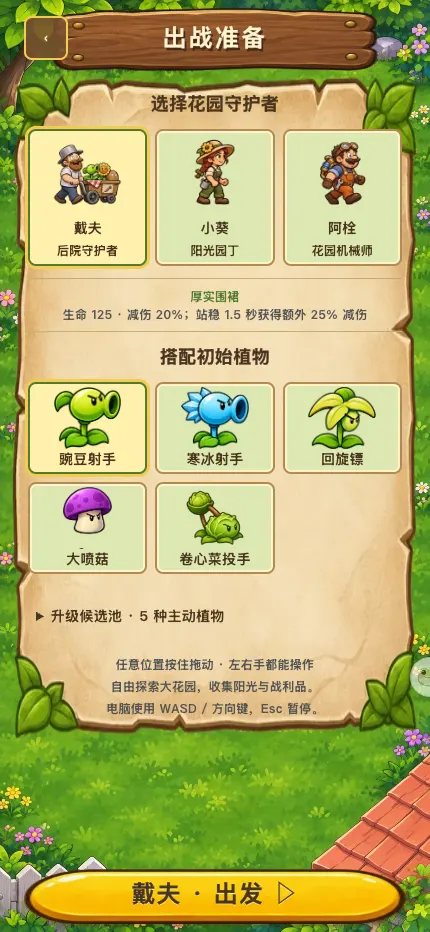 ‹
出战准备
选择花园守护者
戴夫
后院守护者
小葵
阳光园丁
阿栓
花园机械师
厚实围裙
生命 125 · 减伤 20%；站稳 1.5 秒获得额外 25% 减伤
搭配初始植物
豌豆射手
寒冰射手
回旋镖
大喷菇
卷心菜投手
▶ 升级候选池 · 5 种主动植物
任意位置按住拖动 · 左右手都能操作
自由探索大花园，收集阳光与战利品。
电脑使用 WASD / 方向键，Esc 暂停。
戴夫 · 出发 ▷